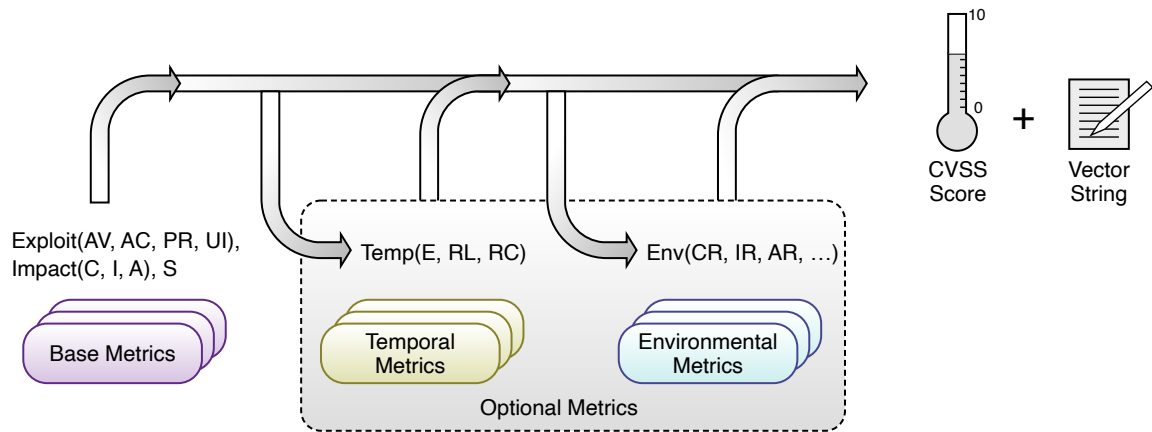 10
0
CVSS
Score
+
Vector
String
Exploit(AV, AC, PR, UI),
Impact(C, I, A), S
Temp(E, RL, RC)
Env(CR, IR, AR, …)
Base Metrics
Temporal
Metrics
Environmental
Metrics
Optional Metrics